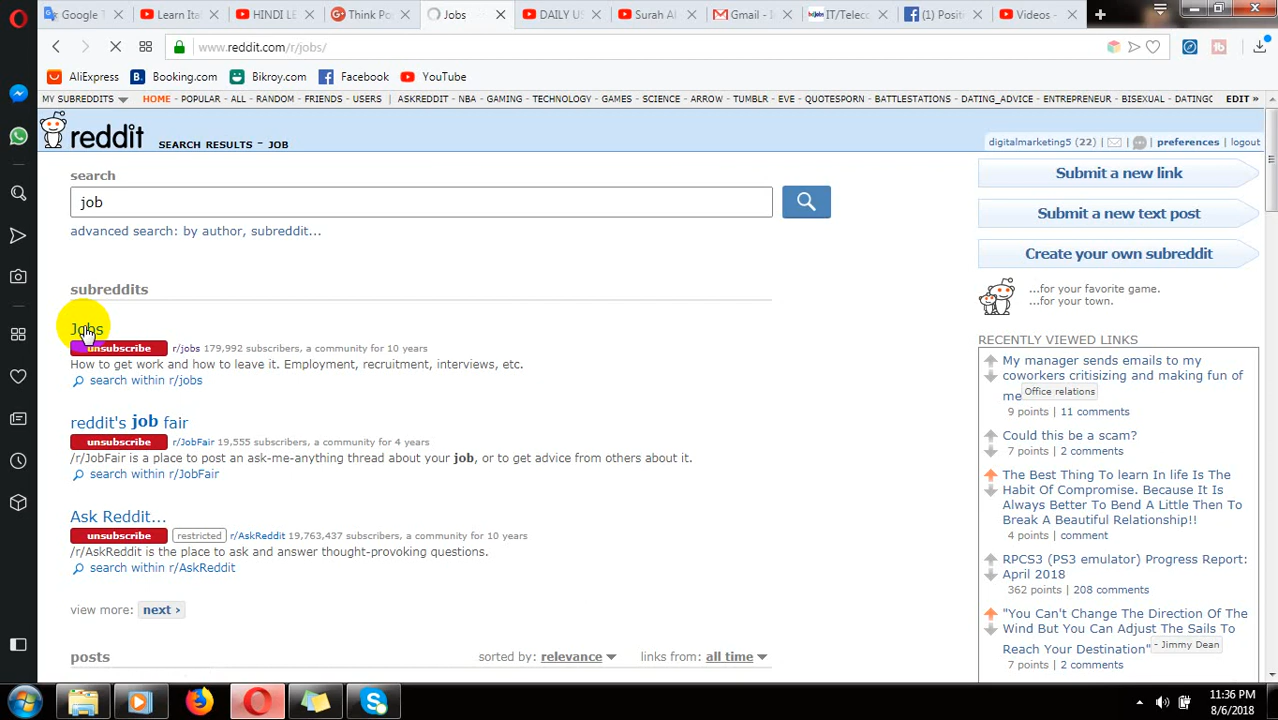 Google T
Learn Ita
HINDI LE
Think Po
Jobs
DAILY US
Surah Al
Gmail - I
bdjobs IT/Telecc
(1) Positi
Videos -
www.reddit.com/r/jobs/
AliExpress
B. Booking.com
Bikroy.com
Facebook
YouTube
MY SUBREDDITS HOME - POPULAR - ALL - RANDOM - FRIENDS - USERS | ASKREDDIT - NBA - GAMING - TECHNOLOGY - GAMES - SCIENCE - ARROW - TUMBLR - EVE - QUOTESPORN - BATTLESTATIONS - DATING_ADVICE - ENTREPRENEUR - BISEXUAL - DATINGO EDIT »
reddit SEARCH RESULTS - JOB
digitalmarketing5 (22) | | | preferences | logout
search
job
advanced search: by author, subreddit...
subreddits
Jobs
unsubscribe r/jobs 179,992 subscribers, a community for 10 years
How to get work and how to leave it. Employment, recruitment, interviews, etc.
search within r/jobs
reddit's job fair
unsubscribe r/JobFair 19,555 subscribers, a community for 4 years
/r/JobFair is a place to post an ask-me-anything thread about your job, or to get advice from others about it.
search within r/JobFair
Ask Reddit...
unsubscribe restricted r/AskReddit 19,763,437 subscribers, a community for 10 years
/r/AskReddit is the place to ask and answer thought-provoking questions.
search within r/AskReddit
view more: next ›
posts
sorted by: relevance links from: all time
Submit a new link
Submit a new text post
Create your own subreddit
...for your favorite game.
...for your town.
RECENTLY VIEWED LINKS
My manager sends emails to my
coworkers critisizing and making fun of
me Office relations
9 points | 11 comments
Could this be a scam?
7 points | 2 comments
The Best Thing To learn In life Is The
Habit Of Compromise. Because It Is
Always Better To Bend A Little Then To
Break A Beautiful Relationship!!
4 points | comment
RPCS3 (PS3 emulator) Progress Report:
April 2018
362 points | 208 comments
"You Can't Change The Direction Of The
Wind But You Can Adjust The Sails To
Reach Your Destination" - Jimmy Dean
7 points | 2 comments
11:36 PM
8/6/2018